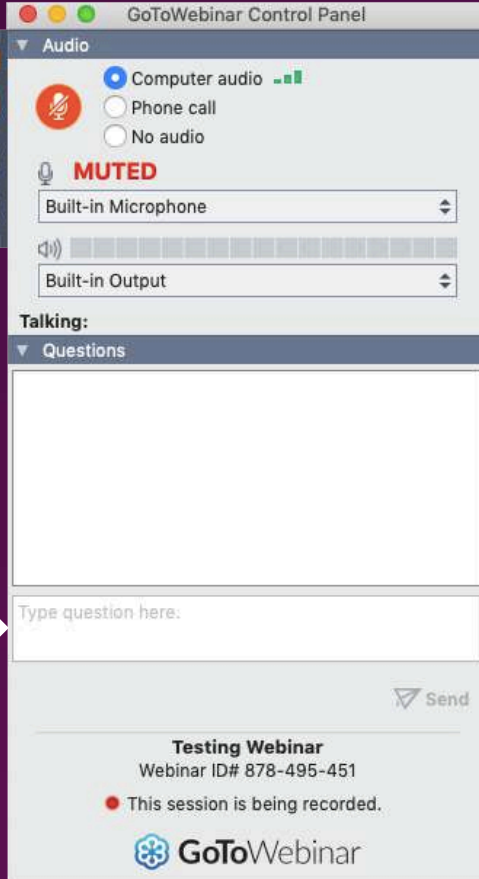 GoToWebinar Control Panel
Audio
Computer audio
Phone call
No audio
MUTED
Built-in Microphone
Built-in Output
Talking:
Questions
Type question here.
Send
Testing Webinar
Webinar ID# 878-495-451
This session is being recorded.
GoToWebinar